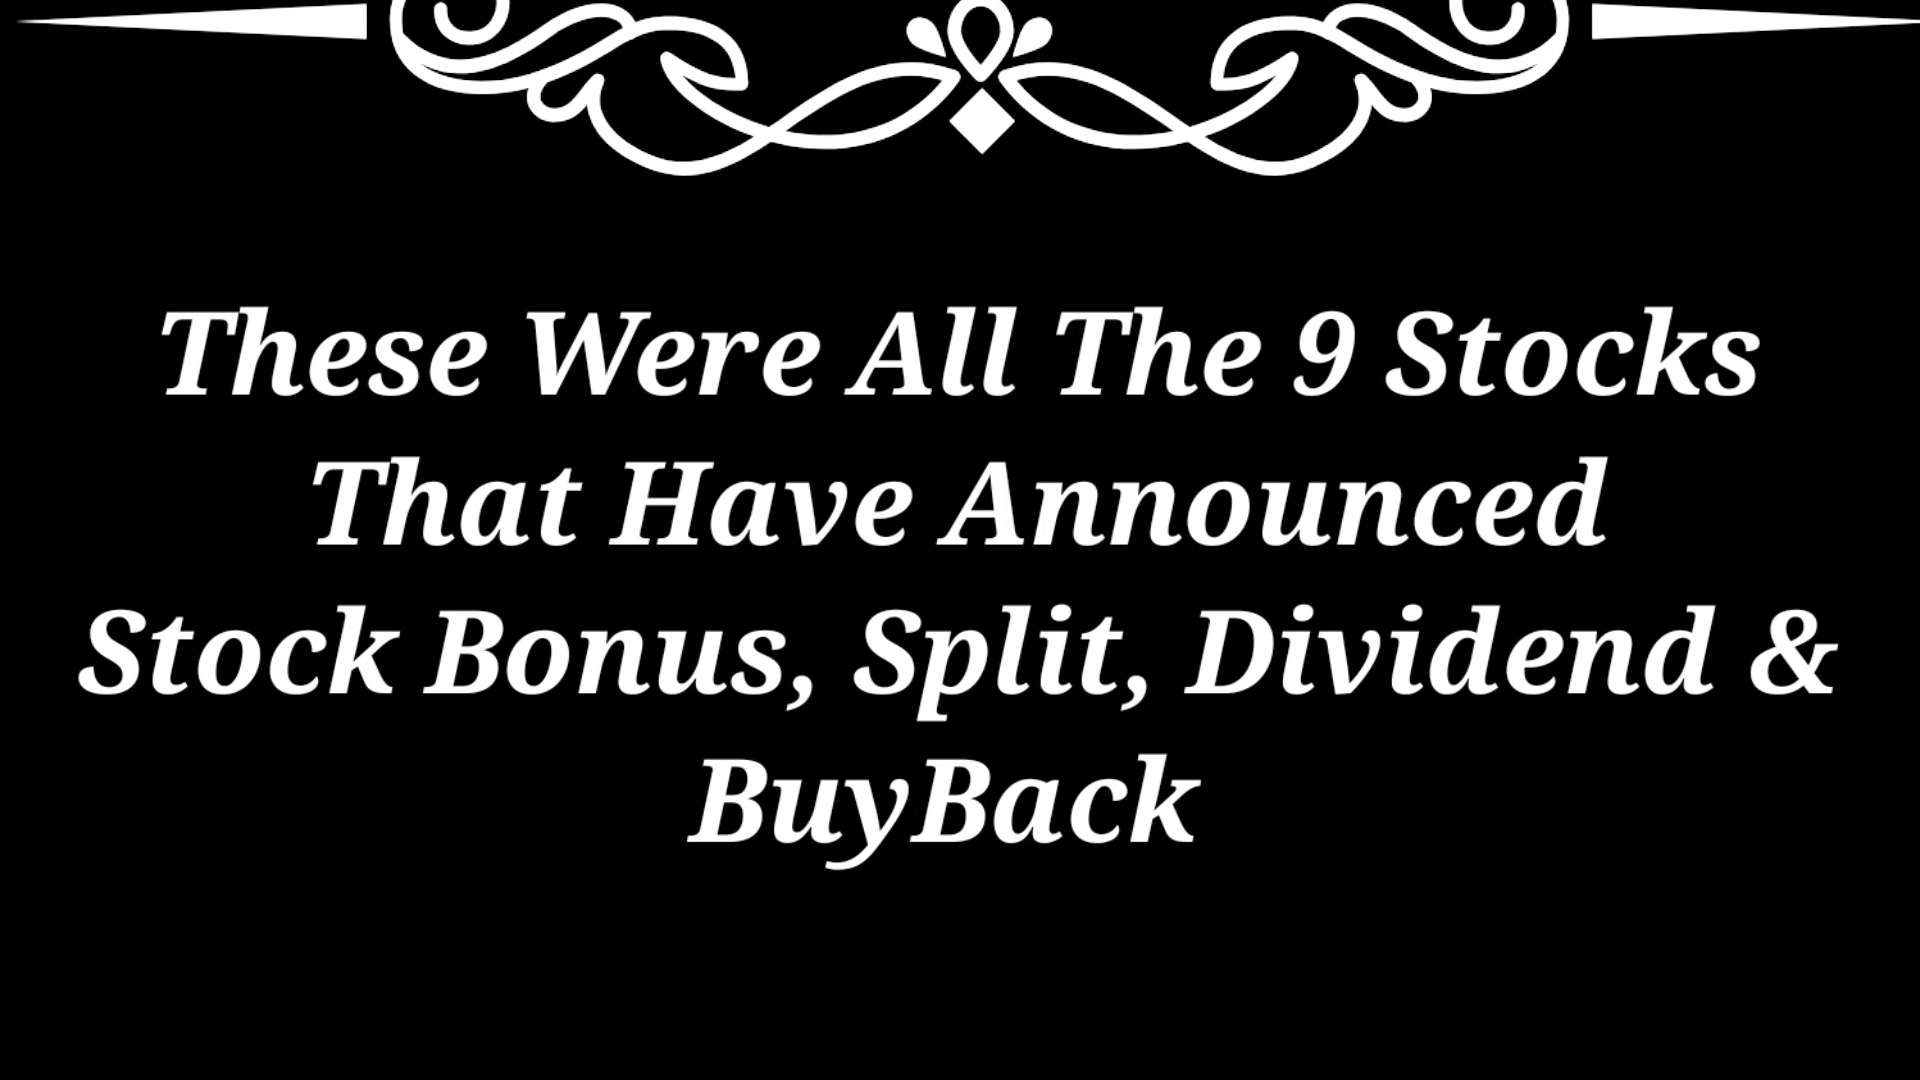 These Were All The 9 Stocks
That Have Announced
Stock Bonus, Split, Dividend &
BuyBack